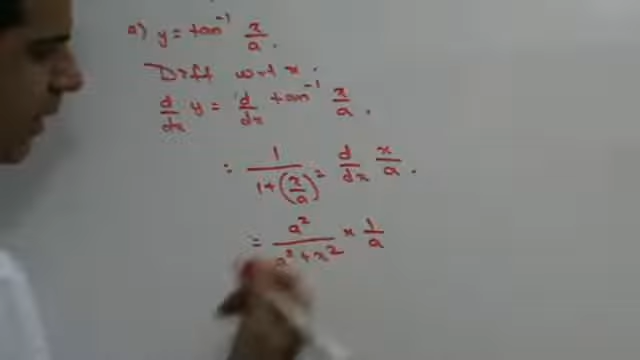 a) y = tan⁻¹ x/a.
Diff w.r.t x.
d/dx y = d/dx tan⁻¹ x/a.
= 1/(1+(x/a)²) d/dx x/a.
= a²/(a²+x²) × 1/a